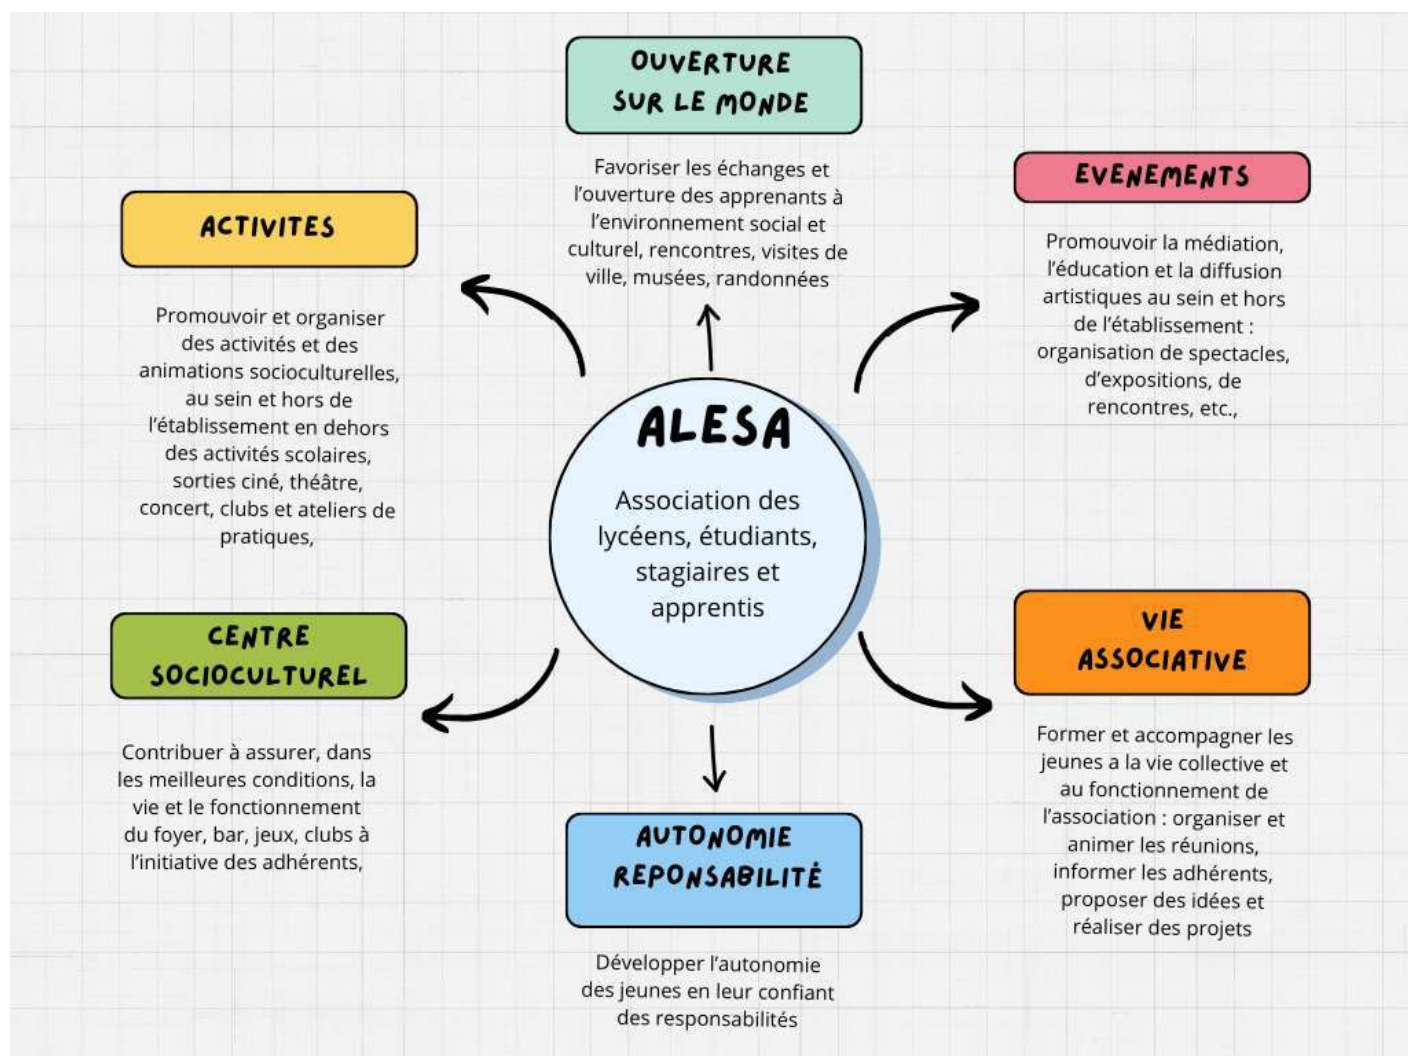 OUVERTURE
SUR LE MONDE
Favoriser les échanges et
l'ouverture des apprenants à
l'environnement social et
culturel, rencontres, visites de
ville, musées, randonnées
EVENEMENTS
Promouvoir la médiation,
l'éducation et la diffusion
artistiques au sein et hors
de l'établissement :
organisation de spectacles,
d'expositions, de
rencontres, etc.,
ACTIVITES
Promouvoir et organiser
des activités et des
animations socioculturelles,
au sein et hors de
l'établissement en dehors
des activités scolaires,
sorties ciné, théâtre,
concert, clubs et ateliers de
pratiques,
ALESA
Association des
lycéens, étudiants,
stagiaires et
apprentis
CENTRE
SOCIOCULTUREL
Contribuer à assurer, dans
les meilleures conditions, la
vie et le fonctionnement
du foyer, bar, jeux, clubs à
l'initiative des adhérents,
VIE
ASSOCIATIVE
Former et accompagner les
jeunes a la vie collective et
au fonctionnement de
l'association : organiser et
animer les réunions,
informer les adhérents,
proposer des idées et
réaliser des projets
AUTONOMIE
REPONSABILITÉ
Développer l'autonomie
des jeunes en leur confiant
des responsabilités